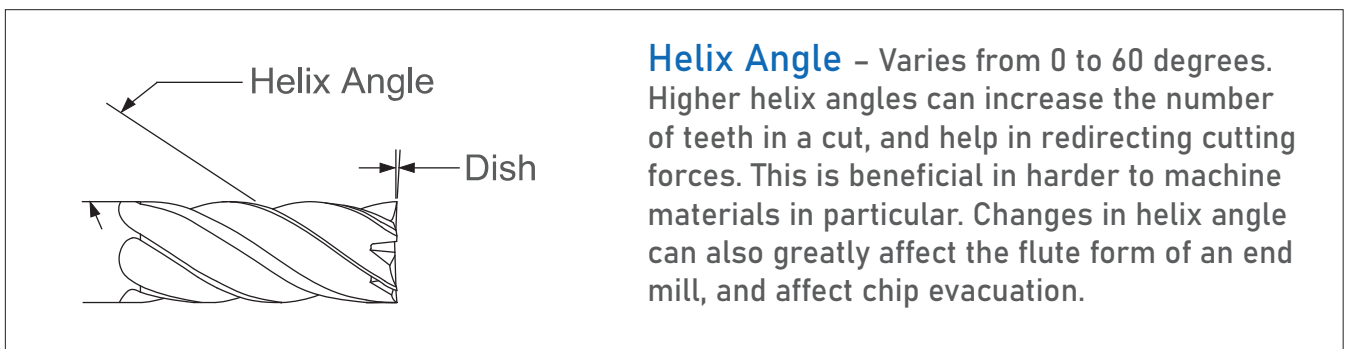 Helix Angle
Dish
Helix Angle – Varies from 0 to 60 degrees.
Higher helix angles can increase the number
of teeth in a cut, and help in redirecting cutting
forces. This is beneficial in harder to machine
materials in particular. Changes in helix angle
can also greatly affect the flute form of an end
mill, and affect chip evacuation.